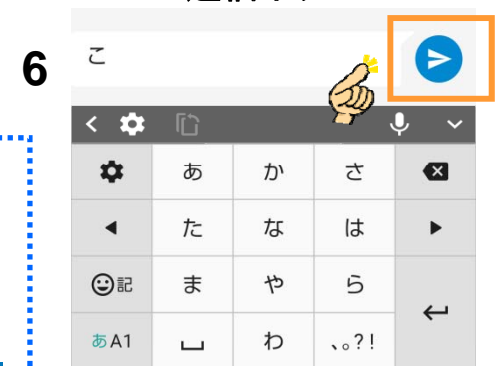 6
こ
あ か さ
た な は
記 ま や ら
あA1 わ 、。?!